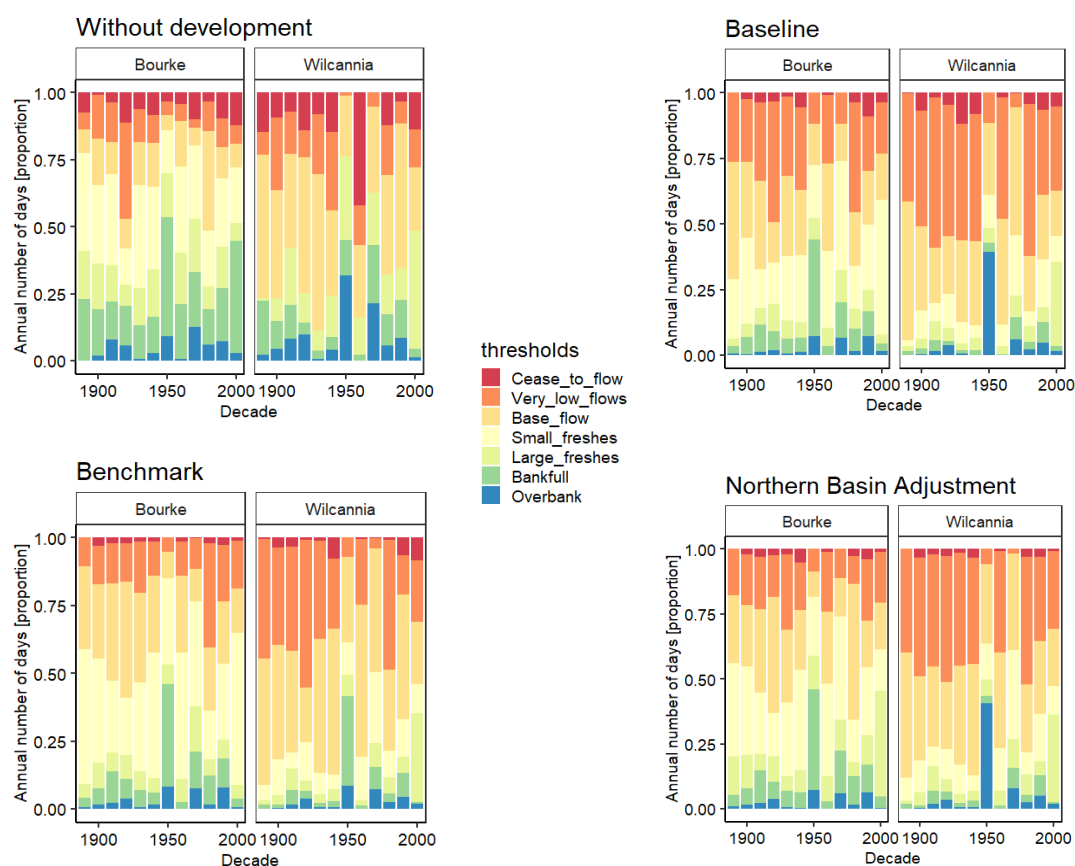 Without development
Bourke
Wilcannia
Annual number of days [proportion]
1.00
0.75
0.50
0.25
0.00
1900
1950
2000
1900
1950
2000
Decade
Baseline
Bourke
Wilcannia
Annual number of days [proportion]
1.00
0.75
0.50
0.25
0.00
1900
1950
2000
1900
1950
2000
Decade
thresholds
Cease_to_flow
Very_low_flows
Base_flow
Small_freshes
Large_freshes
Bankfull
Overbank
Benchmark
Bourke
Wilcannia
Annual number of days [proportion]
1.00
0.75
0.50
0.25
0.00
1900
1950
2000
1900
1950
2000
Decade
Northern Basin Adjustment
Bourke
Wilcannia
Annual number of days [proportion]
1.00
0.75
0.50
0.25
0.00
1900
1950
2000
1900
1950
2000
Decade